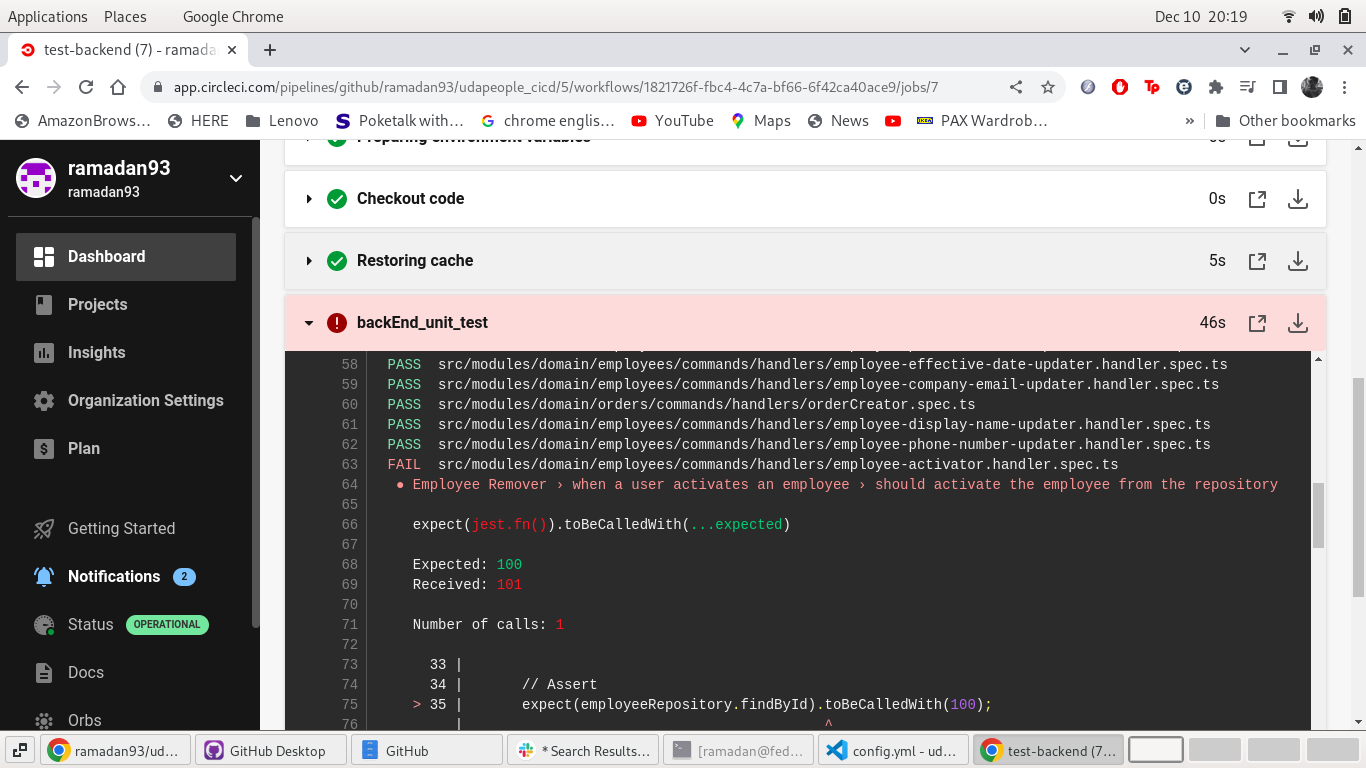 Applications Places Google Chrome Dec 10 20:19
test-backend (7) - ramada
app.circleci.com/pipelines/github/ramadan93/udapeople_cicd/5/workflows/1821726f-fbc4-4c7a-bf66-6f42ca40ace9/jobs/7
AmazonBrows… HERE Lenovo Poketalk with… chrome englis… YouTube Maps News PAX Wardrob… » Other bookmarks
ramadan93
ramadan93
Dashboard
Projects
Insights
Organization Settings
Plan
Getting Started
Notifications 2
Status OPERATIONAL
Docs
Orbs
Preparing environment variables 0s
Checkout code 0s
Restoring cache 5s
backEnd_unit_test 46s
58 PASS src/modules/domain/employees/commands/handlers/employee-effective-date-updater.handler.spec.ts
59 PASS src/modules/domain/employees/commands/handlers/employee-company-email-updater.handler.spec.ts
60 PASS src/modules/domain/orders/commands/handlers/orderCreator.spec.ts
61 PASS src/modules/domain/employees/commands/handlers/employee-display-name-updater.handler.spec.ts
62 PASS src/modules/domain/employees/commands/handlers/employee-phone-number-updater.handler.spec.ts
63 FAIL src/modules/domain/employees/commands/handlers/employee-activator.handler.spec.ts
64 ● Employee Remover › when a user activates an employee › should activate the employee from the repository
65
66 expect(jest.fn()).toBeCalledWith(...expected)
67
68 Expected: 100
69 Received: 101
70
71 Number of calls: 1
72
73 33 |
74 34 | // Assert
75 > 35 | expect(employeeRepository.findById).toBeCalledWith(100);
76 | ^
ramadan93/ud… GitHub Desktop GitHub * Search Results… [ramadan@fed… config.yml - ud… test-backend (7…